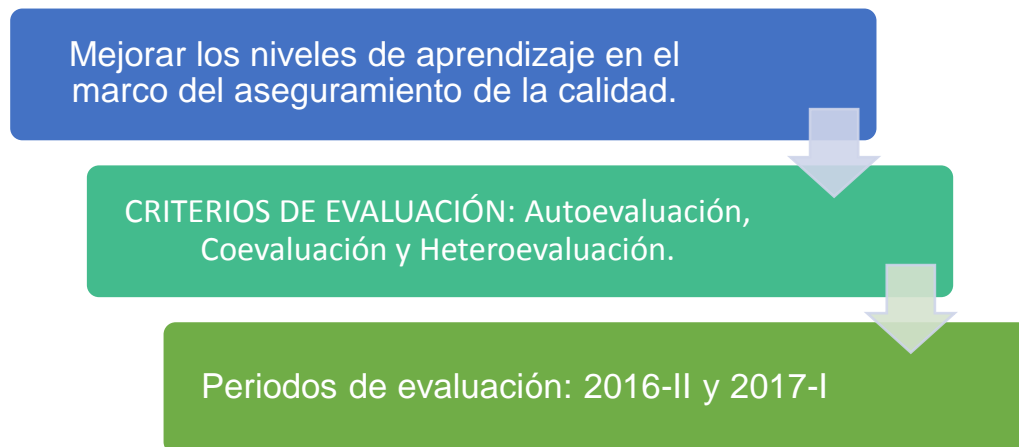 Mejorar los niveles de aprendizaje en el
marco del aseguramiento de la calidad.
CRITERIOS DE EVALUACIÓN: Autoevaluación,
Coevaluación y Heteroevaluación.
Periodos de evaluación: 2016-II y 2017-I